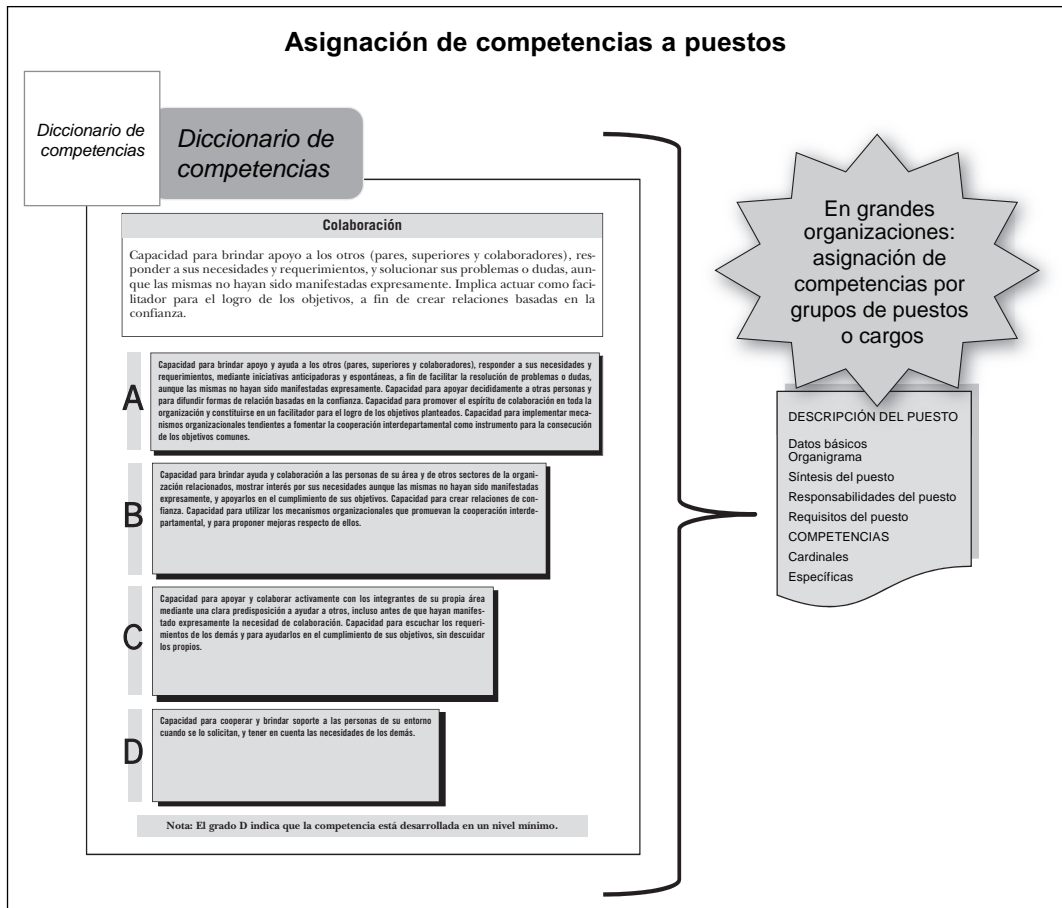 Asignación de competencias a puestos
Diccionario de
competencias
Diccionario de
competencias
Colaboración
Capacidad para brindar apoyo a los otros (pares, superiores y colaboradores), res-
ponder a sus necesidades y requerimientos, y solucionar sus problemas o dudas, aun-
que las mismas no hayan sido manifestadas expresamente. Implica actuar como faci-
litador para el logro de los objetivos, a fin de crear relaciones basadas en la
confianza.
A
Capacidad para brindar apoyo y ayuda a los otros (pares, superiores y colaboradores), responder a sus necesidades y
requerimientos, mediante iniciativas anticipadoras y espontáneas, a fin de facilitar la resolución de problemas o dudas,
aunque las mismas no hayan sido manifestadas expresamente. Capacidad para apoyar decididamente a otras personas y
para difundir formas de relación basadas en la confianza. Capacidad para promover el espíritu de colaboración en toda la
organización y constituirse en un facilitador para el logro de los objetivos planteados. Capacidad para implementar meca-
nismos organizacionales tendientes a fomentar la cooperación interdepartamental como instrumento para la consecución
de los objetivos comunes.
B
Capacidad para brindar ayuda y colaboración a las personas de su área y de otros sectores de la organi-
zación relacionados, mostrar interés por sus necesidades aunque las mismas no hayan sido manifestadas
expresamente, y apoyarlos en el cumplimiento de sus objetivos. Capacidad para crear relaciones de con-
fianza. Capacidad para utilizar los mecanismos organizacionales que promuevan la cooperación interde-
partamental, y para proponer mejoras respecto de ellos.
C
Capacidad para apoyar y colaborar activamente con los integrantes de su propia área
mediante una clara predisposición a ayudar a otros, incluso antes de que hayan manifes-
tado expresamente la necesidad de colaboración. Capacidad para escuchar los requeri-
mientos de los demás y para ayudarlos en el cumplimiento de sus objetivos, sin descuidar
los propios.
D
Capacidad para cooperar y brindar soporte a las personas de su entorno
cuando se lo solicitan, y tener en cuenta las necesidades de los demás.
Nota: El grado D indica que la competencia está desarrollada en un nivel mínimo.
En grandes
organizaciones:
asignación de
competencias por
grupos de puestos
o cargos
DESCRIPCIÓN DEL PUESTO
Datos básicos
Organigrama
Síntesis del puesto
Responsabilidades del puesto
Requisitos del puesto
COMPETENCIAS
Cardinales
Específicas